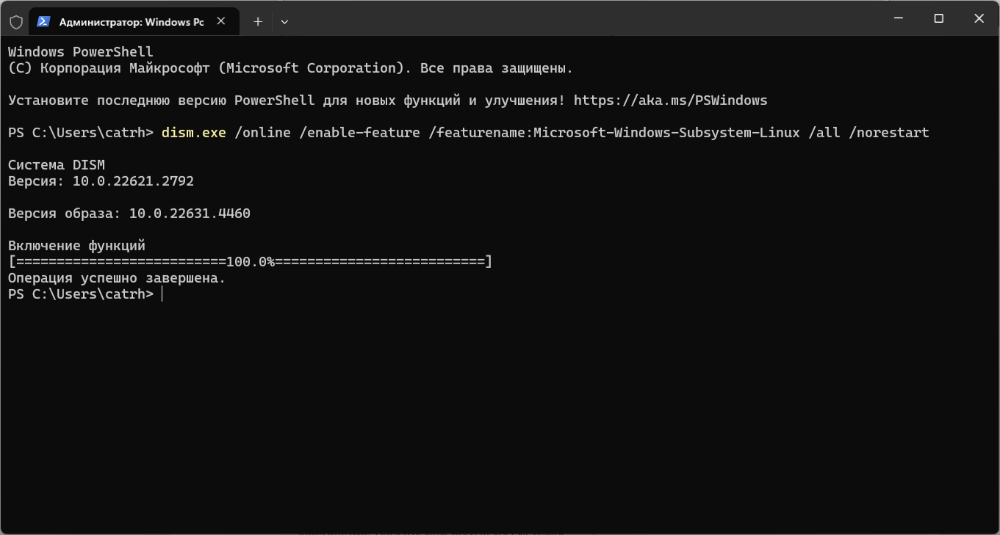 Администратор: Windows Pc
Windows PowerShell
(C) Корпорация Майкрософт (Microsoft Corporation). Все права защищены.
Установите последнюю версию PowerShell для новых функций и улучшения! https://aka.ms/PSWindows
PS C:\Users\catrh> dism.exe /online /enable-feature /featurename:Microsoft-Windows-Subsystem-Linux /all /norestart
Cистема DISM
Версия: 10.0.22621.2792
Версия образа: 10.0.22631.4460
Включение функций
[==========================100.0%==========================]
Операция успешно завершена.
PS C:\Users\catrh>